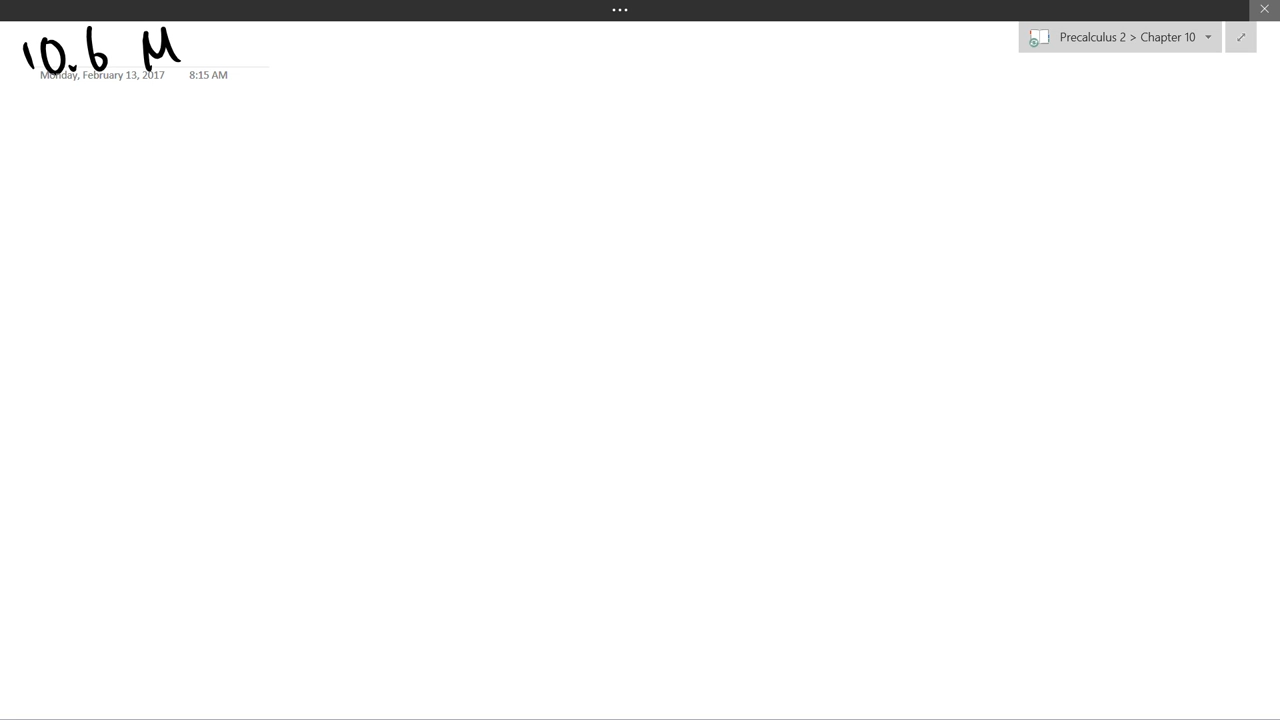 10.6 M
Monday, February 13, 2017 8:15 AM
Precalculus 2 > Chapter 10